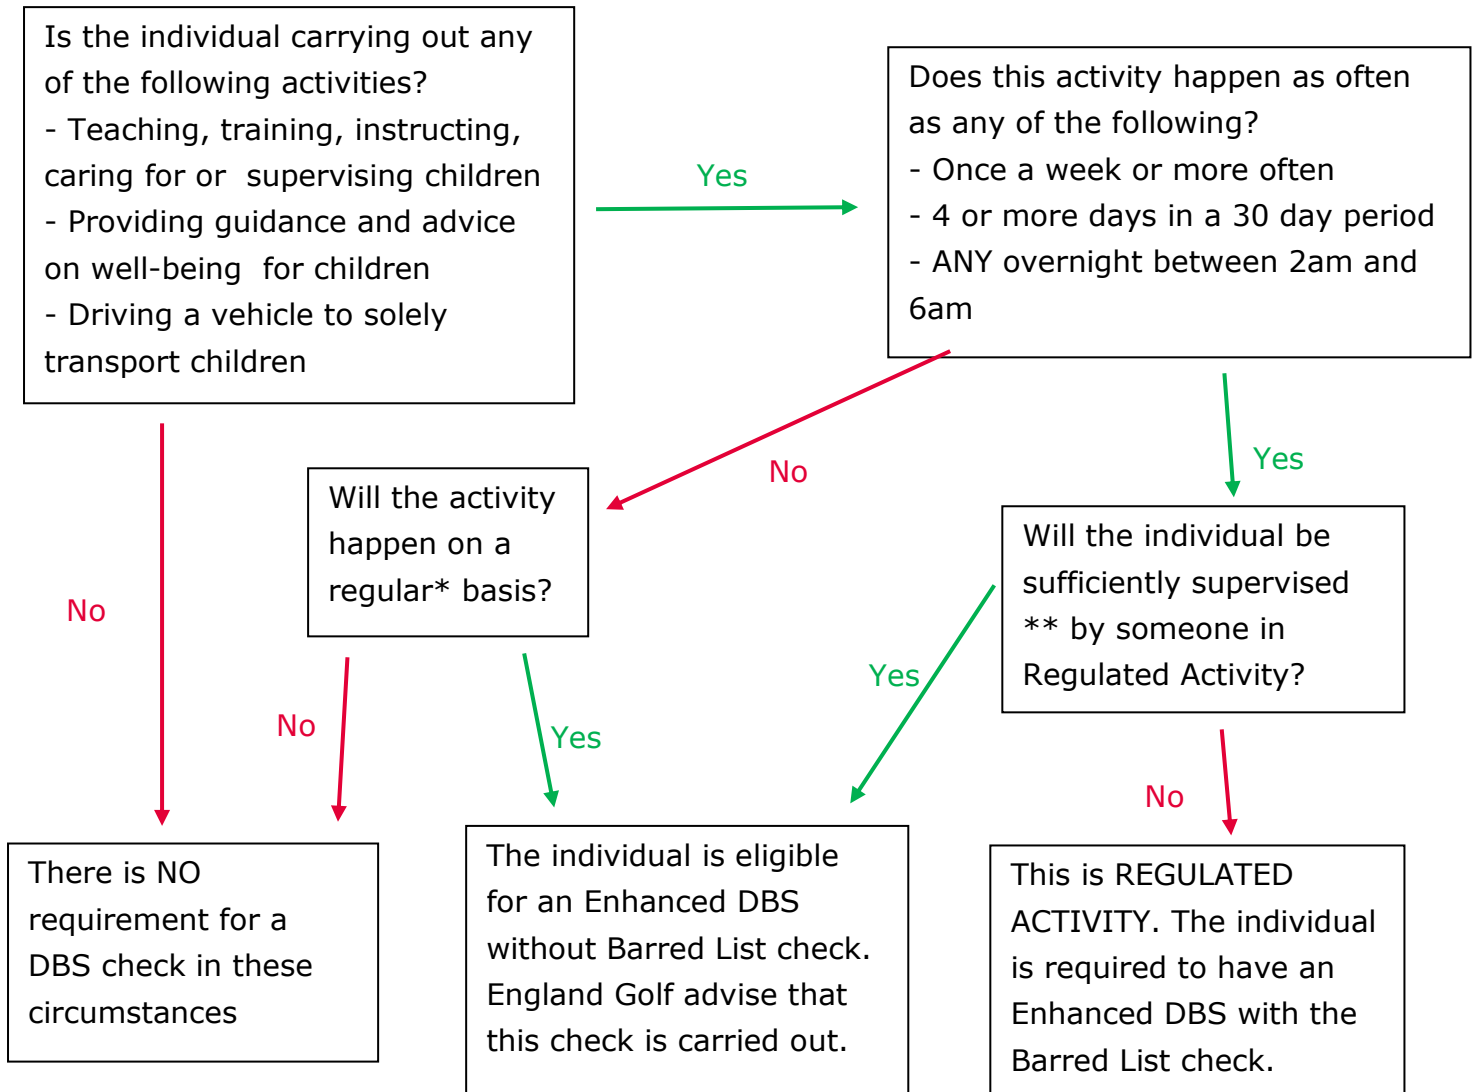 Is the individual carrying out any
of the following activities?
- Teaching, training, instructing,
caring for or  supervising children
- Providing guidance and advice
on well-being  for children
- Driving a vehicle to solely
transport children
Yes
Does this activity happen as often
as any of the following?
- Once a week or more often
- 4 or more days in a 30 day period
- ANY overnight between 2am and
6am
No
Yes
No
Will the activity
happen on a
regular* basis?
Will the individual be
sufficiently supervised
** by someone in
Regulated Activity?
No
Yes
Yes
No
There is NO
requirement for a
DBS check in these
circumstances
The individual is eligible
for an Enhanced DBS
without Barred List check.
England Golf advise that
this check is carried out.
This is REGULATED
ACTIVITY. The individual
is required to have an
Enhanced DBS with the
Barred List check.